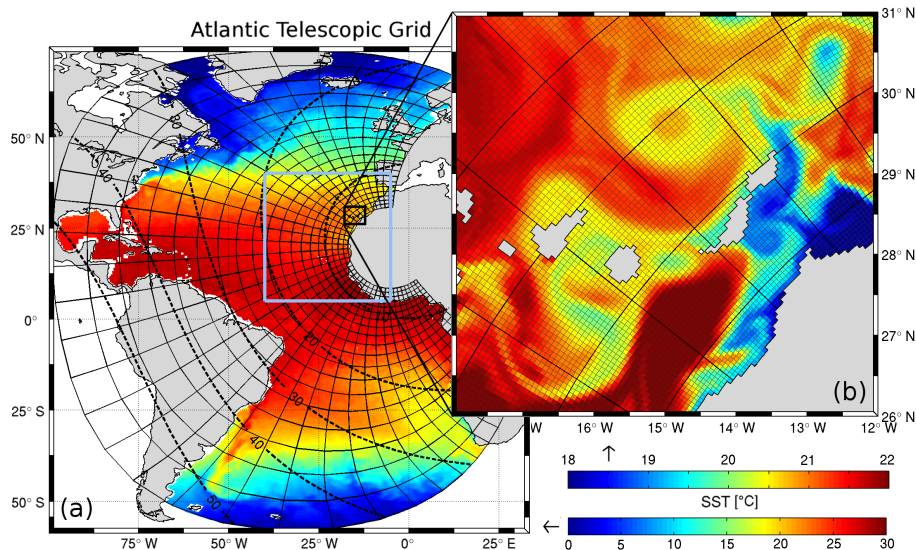 Atlantic Telescopic Grid
31° N
30° N
29° N
28° N
27° N
26° N
50° N
25° N
0°
25° S
50° S
40
20
30
40
50
10
(a)
(b)
75° W
50° W
25° W
0°
25° E
W
16° W
15° W
14° W
13° W
12° W
↑
18
19
20
21
22
SST [°C]
←
0
5
10
15
20
25
30